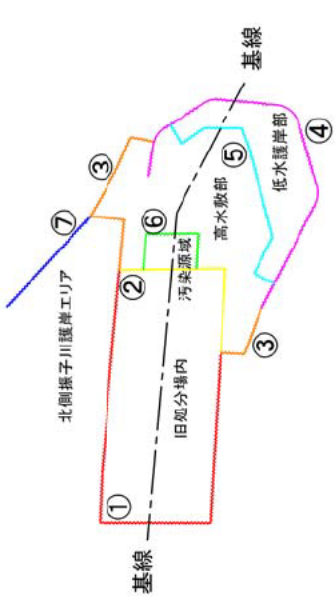 基線
③
④
⑦
⑤
低水護岸部
高水敷部
⑥
北側振子川護岸エリア
②
汚染源域
③
旧処分場内
①
基線